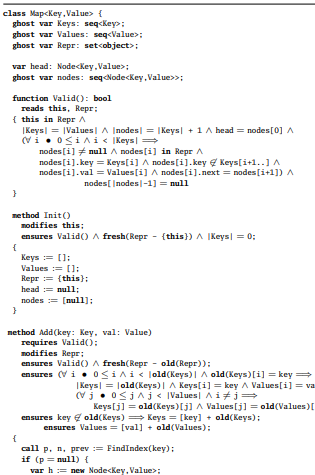 class Map<Key,Value> {
ghost var Keys: seq<Key>;
ghost var Values: seq<Value>;
ghost var Repr: set<object>;
var head: Node<Key,Value>;
ghost var nodes: seq<Node<Key,Value>>;
function Valid(): bool
reads this, Repr;
{ this in Repr ∧
|Keys| = |Values| ∧ |nodes| = |Keys| + 1 ∧ head = nodes[0] ∧
(∀ i • 0 ≤ i ∧ i < |Keys| ⟹
nodes[i] ≠ null ∧ nodes[i] in Repr ∧
nodes[i].key = Keys[i] ∧ nodes[i].key ∉ Keys[i+1..] ∧
nodes[i].val = Values[i] ∧ nodes[i].next = nodes[i+1]) ∧
nodes[|nodes|-1] = null
}
method Init()
modifies this;
ensures Valid() ∧ fresh(Repr - {this}) ∧ |Keys| = 0;
{
Keys := [];
Values := [];
Repr := {this};
head := null;
nodes := [null];
}
method Add(key: Key, val: Value)
requires Valid();
modifies Repr;
ensures Valid() ∧ fresh(Repr - old(Repr));
ensures (∀ i • 0 ≤ i ∧ i < |old(Keys)| ∧ old(Keys)[i] = key ⟹
|Keys| = |old(Keys)| ∧ Keys[i] = key ∧ Values[i] = va
(∀ j • 0 ≤ j ∧ j < |Values| ∧ i ≠ j ⟹
Keys[j] = old(Keys)[j] ∧ Values[j] = old(Values)[
ensures key ∉ old(Keys) ⟹ Keys = [key] + old(Keys) ∧
ensures Values = [val] + old(Values);
{
call p, n, prev := FindIndex(key);
if (p = null) {
var h := new Node<Key,Value>;